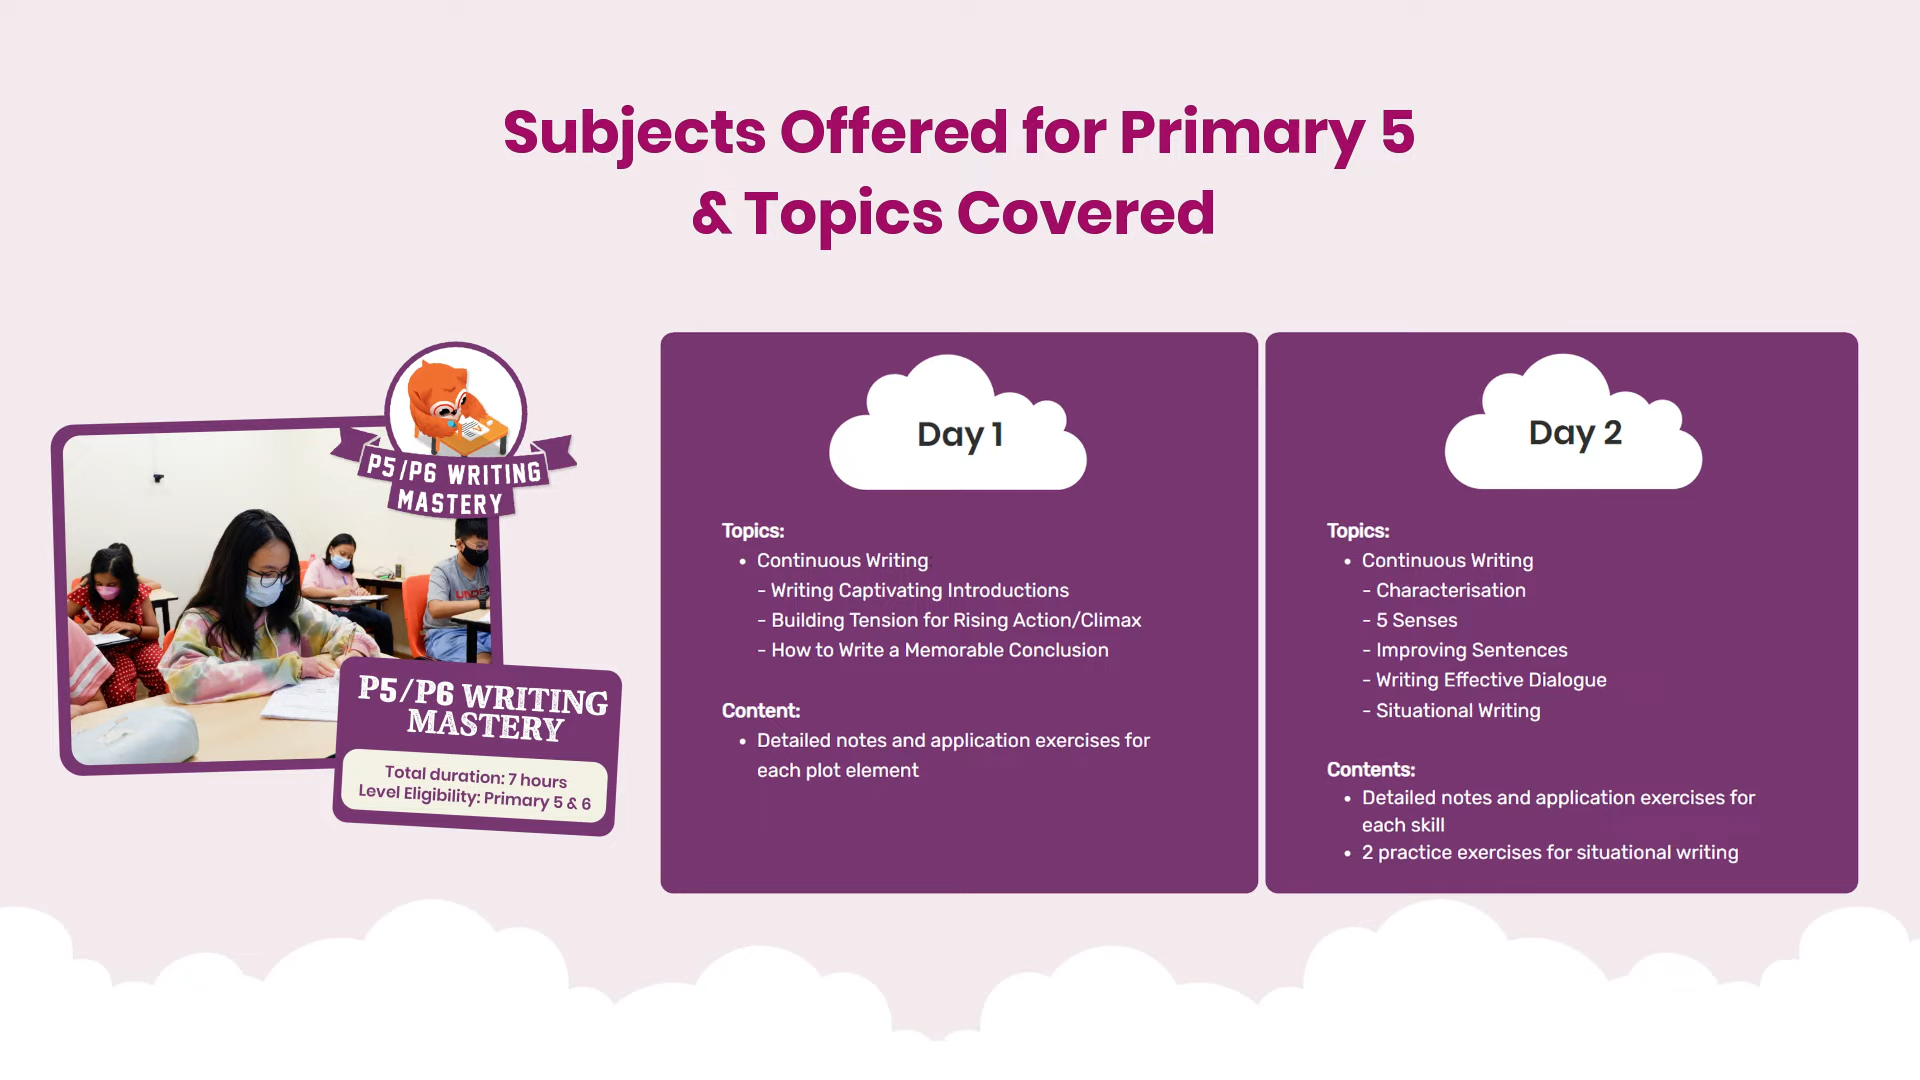 Subjects Offered for Primary 5
& Topics Covered
P5/P6 WRITING
MASTERY
P5/P6 WRITING
MASTERY
Total duration: 7 hours
Level Eligibility: Primary 5 & 6
Day 1
Topics:
• Continuous Writing
- Writing Captivating Introductions
- Building Tension for Rising Action/Climax
- How to Write a Memorable Conclusion
Content:
• Detailed notes and application exercises for
each plot element
Day 2
Topics:
• Continuous Writing
- Characterisation
- 5 Senses
- Improving Sentences
- Writing Effective Dialogue
- Situational Writing
Contents:
• Detailed notes and application exercises for
each skill
• 2 practice exercises for situational writing